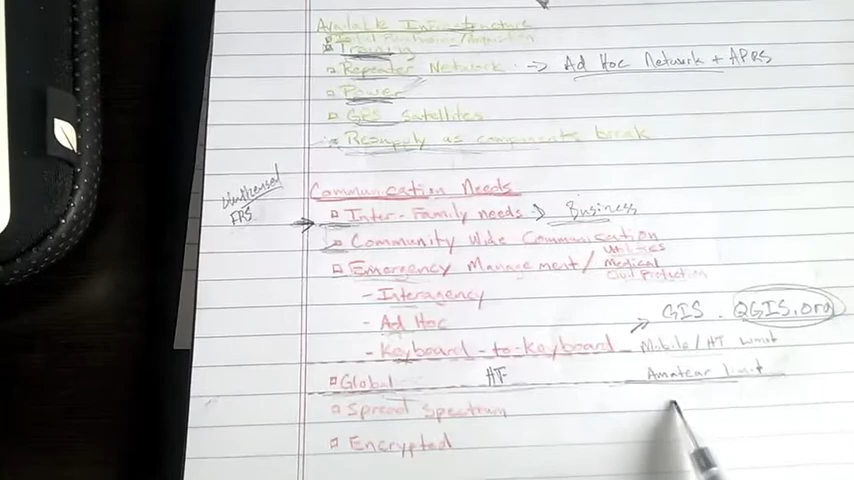 Available Infrastructure
Training
Repeater Network -> Ad Hoc Network + APRS
Power
GPS Satellites
Resupply as components break
Unlicensed
FRS
Communication Needs
Inter-Family needs -> Business
Community Wide Communication
Emergency Management / Utilities
Medical
Civil Protection
- Interagency
- Ad Hoc
GIS . QGIS.org
- Keyboard-to-Keyboard
Mobile/HT limit
Global HT
Amatear limit
Spread Spectrum
Encrypted